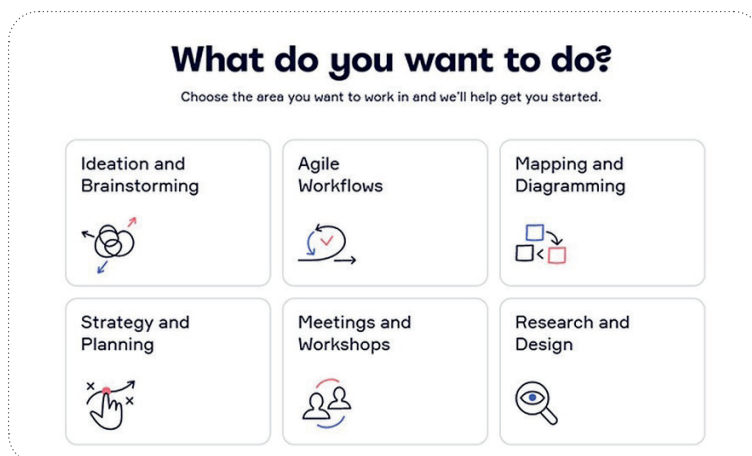 What do you want to do?
Choose the area you want to work in and we'll help get you started.
Ideation and
Brainstorming
Agile
Workflows
Mapping and
Diagramming
Strategy and
Planning
Meetings and
Workshops
Research and
Design